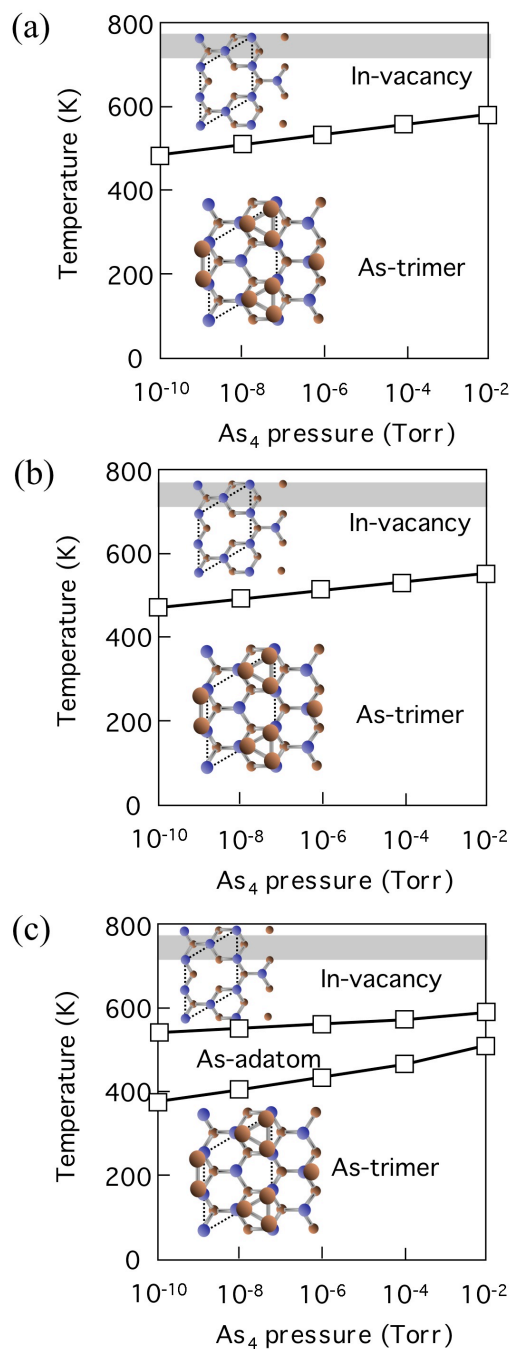 (a)
800
600
400
200
0
Temperature (K)
In-vacancy
As-trimer
10⁻¹⁰ 10⁻⁸ 10⁻⁶ 10⁻⁴ 10⁻²
As₄ pressure (Torr)
(b)
800
600
400
200
0
Temperature (K)
In-vacancy
As-trimer
10⁻¹⁰ 10⁻⁸ 10⁻⁶ 10⁻⁴ 10⁻²
As₄ pressure (Torr)
(c)
800
600
400
200
0
Temperature (K)
In-vacancy
As-adatom
As-trimer
10⁻¹⁰ 10⁻⁸ 10⁻⁶ 10⁻⁴ 10⁻²
As₄ pressure (Torr)